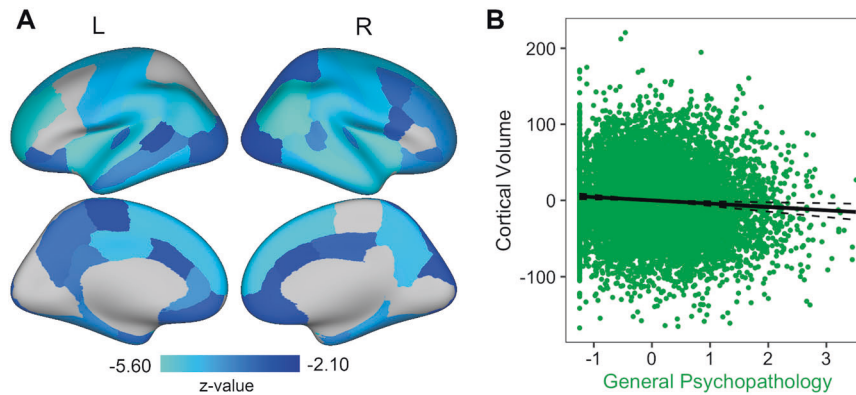 A
L
R
-5.60
-2.10
z-value
B
Cortical Volume
200
100
0
-100
-1 0 1 2 3
General Psychopathology